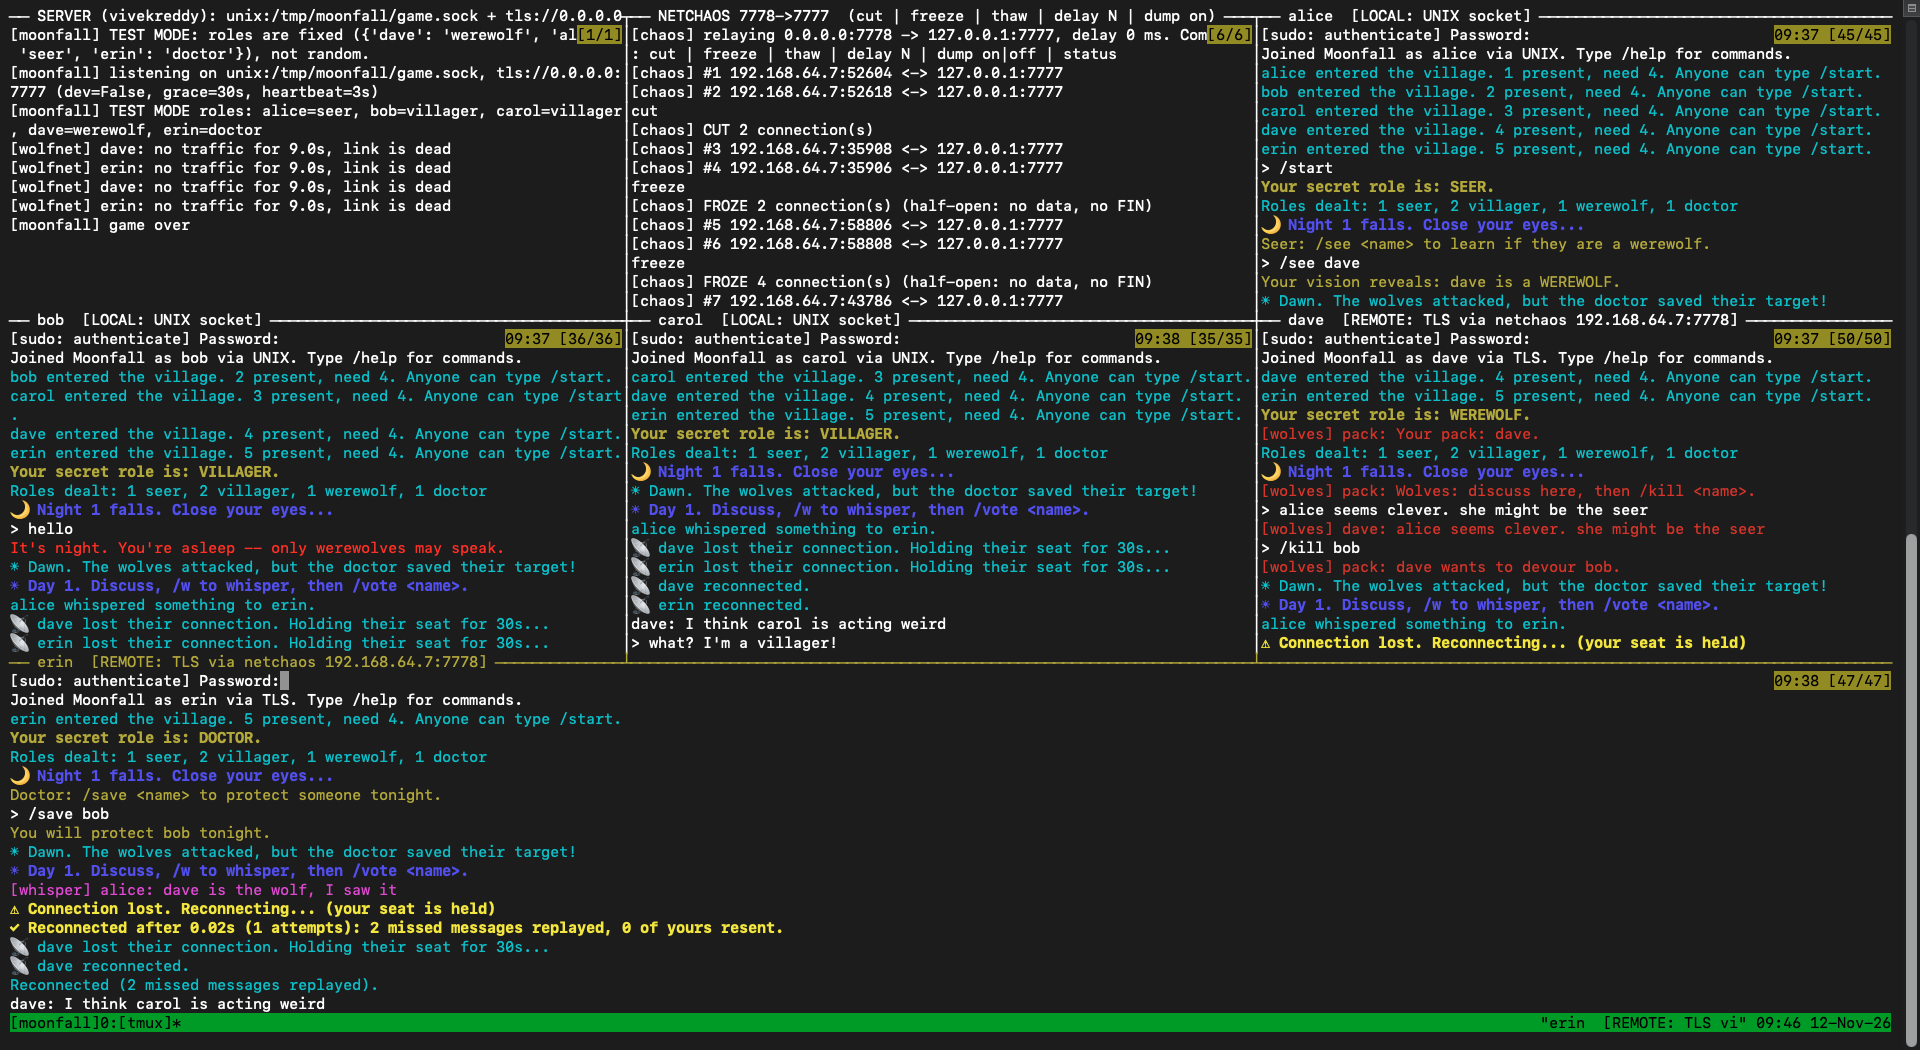 ── SERVER (vivekreddy): unix:/tmp/moonfall/game.sock + tls://0.0.0.0
[moonfall] TEST MODE: roles are fixed ({'dave': 'werewolf', 'al [1/1]
 'seer', 'erin': 'doctor'}), not random.
[moonfall] listening on unix:/tmp/moonfall/game.sock, tls://0.0.0.0:
7777 (dev=False, grace=30s, heartbeat=3s)
[moonfall] TEST MODE roles: alice=seer, bob=villager, carol=villager
, dave=werewolf, erin=doctor
[wolfnet] dave: no traffic for 9.0s, link is dead
[wolfnet] erin: no traffic for 9.0s, link is dead
[wolfnet] dave: no traffic for 9.0s, link is dead
[wolfnet] erin: no traffic for 9.0s, link is dead
[moonfall] game over
── NETCHAOS 7778->7777  (cut | freeze | thaw | delay N | dump on) ──
[chaos] relaying 0.0.0.0:7778 -> 127.0.0.1:7777, delay 0 ms. Com [6/6]
: cut | freeze | thaw | delay N | dump on|off | status
[chaos] #1 192.168.64.7:52604 <-> 127.0.0.1:7777
[chaos] #2 192.168.64.7:52618 <-> 127.0.0.1:7777
cut
[chaos] CUT 2 connection(s)
[chaos] #3 192.168.64.7:35908 <-> 127.0.0.1:7777
[chaos] #4 192.168.64.7:35906 <-> 127.0.0.1:7777
freeze
[chaos] FROZE 2 connection(s) (half-open: no data, no FIN)
[chaos] #5 192.168.64.7:58806 <-> 127.0.0.1:7777
[chaos] #6 192.168.64.7:58808 <-> 127.0.0.1:7777
freeze
[chaos] FROZE 4 connection(s) (half-open: no data, no FIN)
[chaos] #7 192.168.64.7:43786 <-> 127.0.0.1:7777
── alice  [LOCAL: UNIX socket] ──
[sudo: authenticate] Password: 09:37 [45/45]
Joined Moonfall as alice via UNIX. Type /help for commands.
alice entered the village. 1 present, need 4. Anyone can type /start.
bob entered the village. 2 present, need 4. Anyone can type /start.
carol entered the village. 3 present, need 4. Anyone can type /start.
dave entered the village. 4 present, need 4. Anyone can type /start.
erin entered the village. 5 present, need 4. Anyone can type /start.
> /start
Your secret role is: SEER.
Roles dealt: 1 seer, 2 villager, 1 werewolf, 1 doctor
🌙 Night 1 falls. Close your eyes...
Seer: /see <name> to learn if they are a werewolf.
> /see dave
Your vision reveals: dave is a WEREWOLF.
☀ Dawn. The wolves attacked, but the doctor saved their target!
── bob  [LOCAL: UNIX socket] ──
[sudo: authenticate] Password: 09:37 [36/36]
Joined Moonfall as bob via UNIX. Type /help for commands.
bob entered the village. 2 present, need 4. Anyone can type /start.
carol entered the village. 3 present, need 4. Anyone can type /start
.
dave entered the village. 4 present, need 4. Anyone can type /start.
erin entered the village. 5 present, need 4. Anyone can type /start.
Your secret role is: VILLAGER.
Roles dealt: 1 seer, 2 villager, 1 werewolf, 1 doctor
🌙 Night 1 falls. Close your eyes...
> hello
It's night. You're asleep -- only werewolves may speak.
☀ Dawn. The wolves attacked, but the doctor saved their target!
☀ Day 1. Discuss, /w to whisper, then /vote <name>.
alice whispered something to erin.
📡 dave lost their connection. Holding their seat for 30s...
📡 erin lost their connection. Holding their seat for 30s...
── carol  [LOCAL: UNIX socket] ──
[sudo: authenticate] Password: 09:38 [35/35]
Joined Moonfall as carol via UNIX. Type /help for commands.
carol entered the village. 3 present, need 4. Anyone can type /start.
dave entered the village. 4 present, need 4. Anyone can type /start.
erin entered the village. 5 present, need 4. Anyone can type /start.
Your secret role is: VILLAGER.
Roles dealt: 1 seer, 2 villager, 1 werewolf, 1 doctor
🌙 Night 1 falls. Close your eyes...
☀ Dawn. The wolves attacked, but the doctor saved their target!
☀ Day 1. Discuss, /w to whisper, then /vote <name>.
alice whispered something to erin.
📡 dave lost their connection. Holding their seat for 30s...
📡 erin lost their connection. Holding their seat for 30s...
📡 dave reconnected.
📡 erin reconnected.
dave: I think carol is acting weird
> what? I'm a villager!
── dave  [REMOTE: TLS via netchaos 192.168.64.7:7778] ──
[sudo: authenticate] Password: 09:37 [50/50]
Joined Moonfall as dave via TLS. Type /help for commands.
dave entered the village. 4 present, need 4. Anyone can type /start.
erin entered the village. 5 present, need 4. Anyone can type /start.
Your secret role is: WEREWOLF.
[wolves] pack: Your pack: dave.
Roles dealt: 1 seer, 2 villager, 1 werewolf, 1 doctor
🌙 Night 1 falls. Close your eyes...
[wolves] pack: Wolves: discuss here, then /kill <name>.
> alice seems clever. she might be the seer
[wolves] dave: alice seems clever. she might be the seer
> /kill bob
[wolves] pack: dave wants to devour bob.
☀ Dawn. The wolves attacked, but the doctor saved their target!
☀ Day 1. Discuss, /w to whisper, then /vote <name>.
alice whispered something to erin.
⚠ Connection lost. Reconnecting... (your seat is held)
── erin  [REMOTE: TLS via netchaos 192.168.64.7:7778] ──
[sudo: authenticate] Password: 09:38 [47/47]
Joined Moonfall as erin via TLS. Type /help for commands.
erin entered the village. 5 present, need 4. Anyone can type /start.
Your secret role is: DOCTOR.
Roles dealt: 1 seer, 2 villager, 1 werewolf, 1 doctor
🌙 Night 1 falls. Close your eyes...
Doctor: /save <name> to protect someone tonight.
> /save bob
You will protect bob tonight.
☀ Dawn. The wolves attacked, but the doctor saved their target!
☀ Day 1. Discuss, /w to whisper, then /vote <name>.
[whisper] alice: dave is the wolf, I saw it
⚠ Connection lost. Reconnecting... (your seat is held)
✔ Reconnected after 0.02s (1 attempts): 2 missed messages replayed, 0 of yours resent.
📡 dave lost their connection. Holding their seat for 30s...
📡 dave reconnected.
Reconnected (2 missed messages replayed).
dave: I think carol is acting weird
[moonfall]0:[tmux]* "erin  [REMOTE: TLS vi" 09:46 12-Nov-26